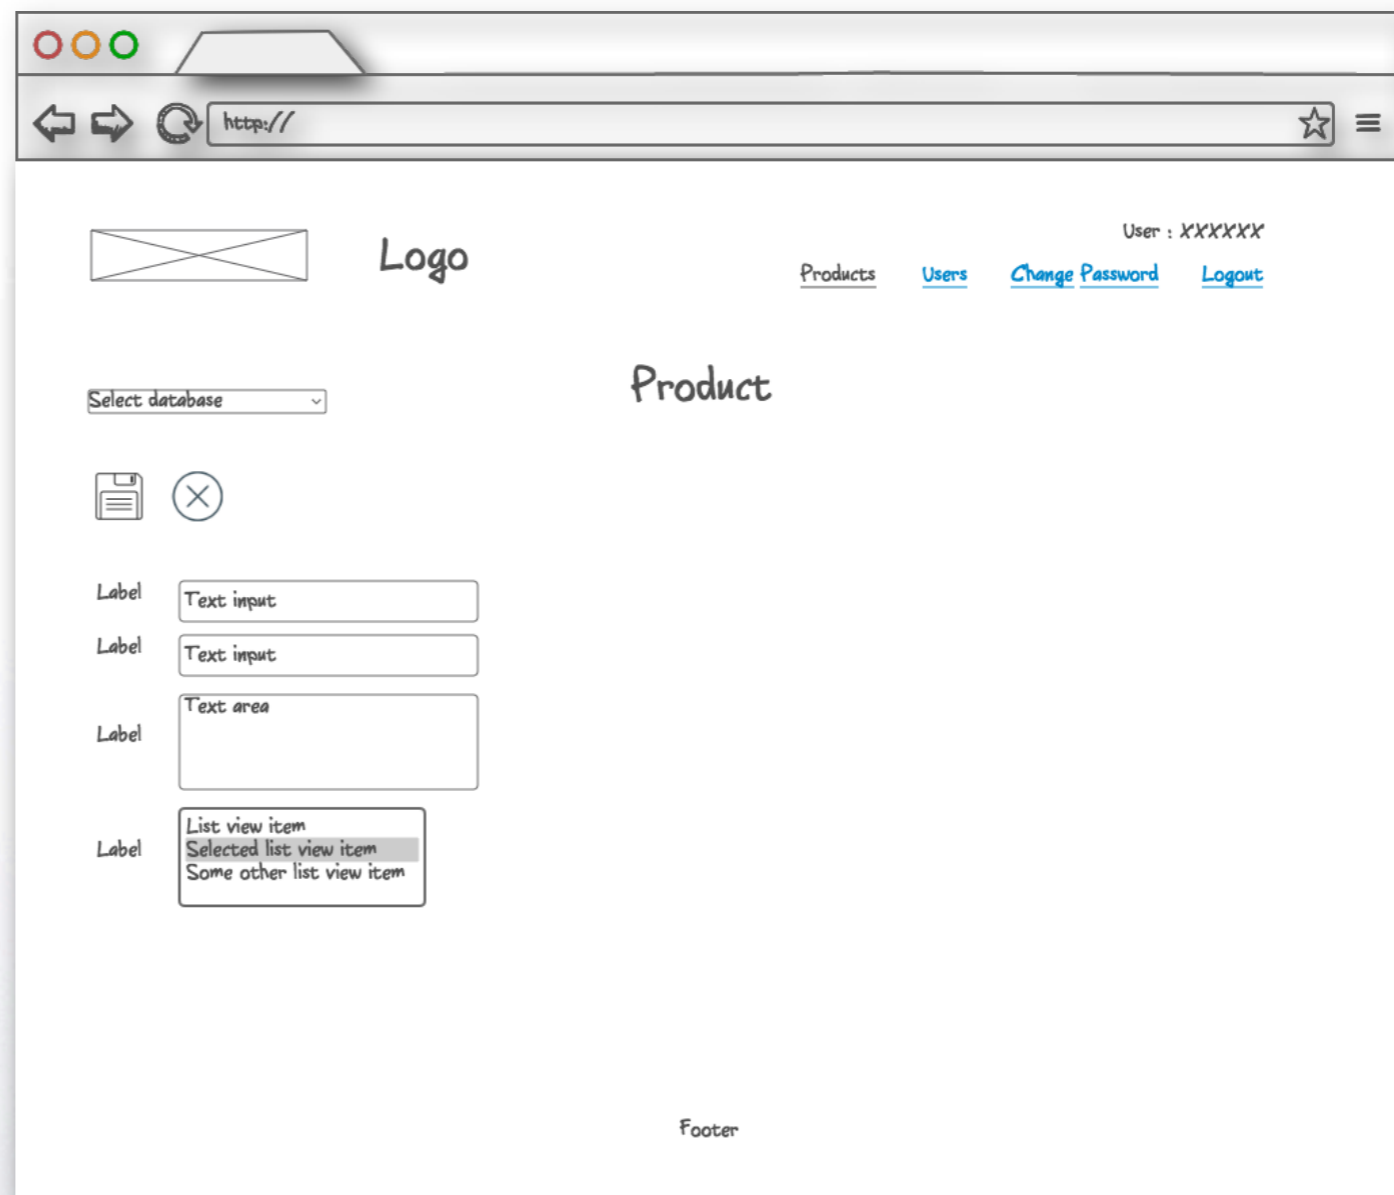 http://
Logo
User : XXXXXX
Products Users Change Password Logout
Product
Select database
Label Text input
Label Text input
Text area
Label
List view item
Selected list view item
Label
Some other list view item
Footer